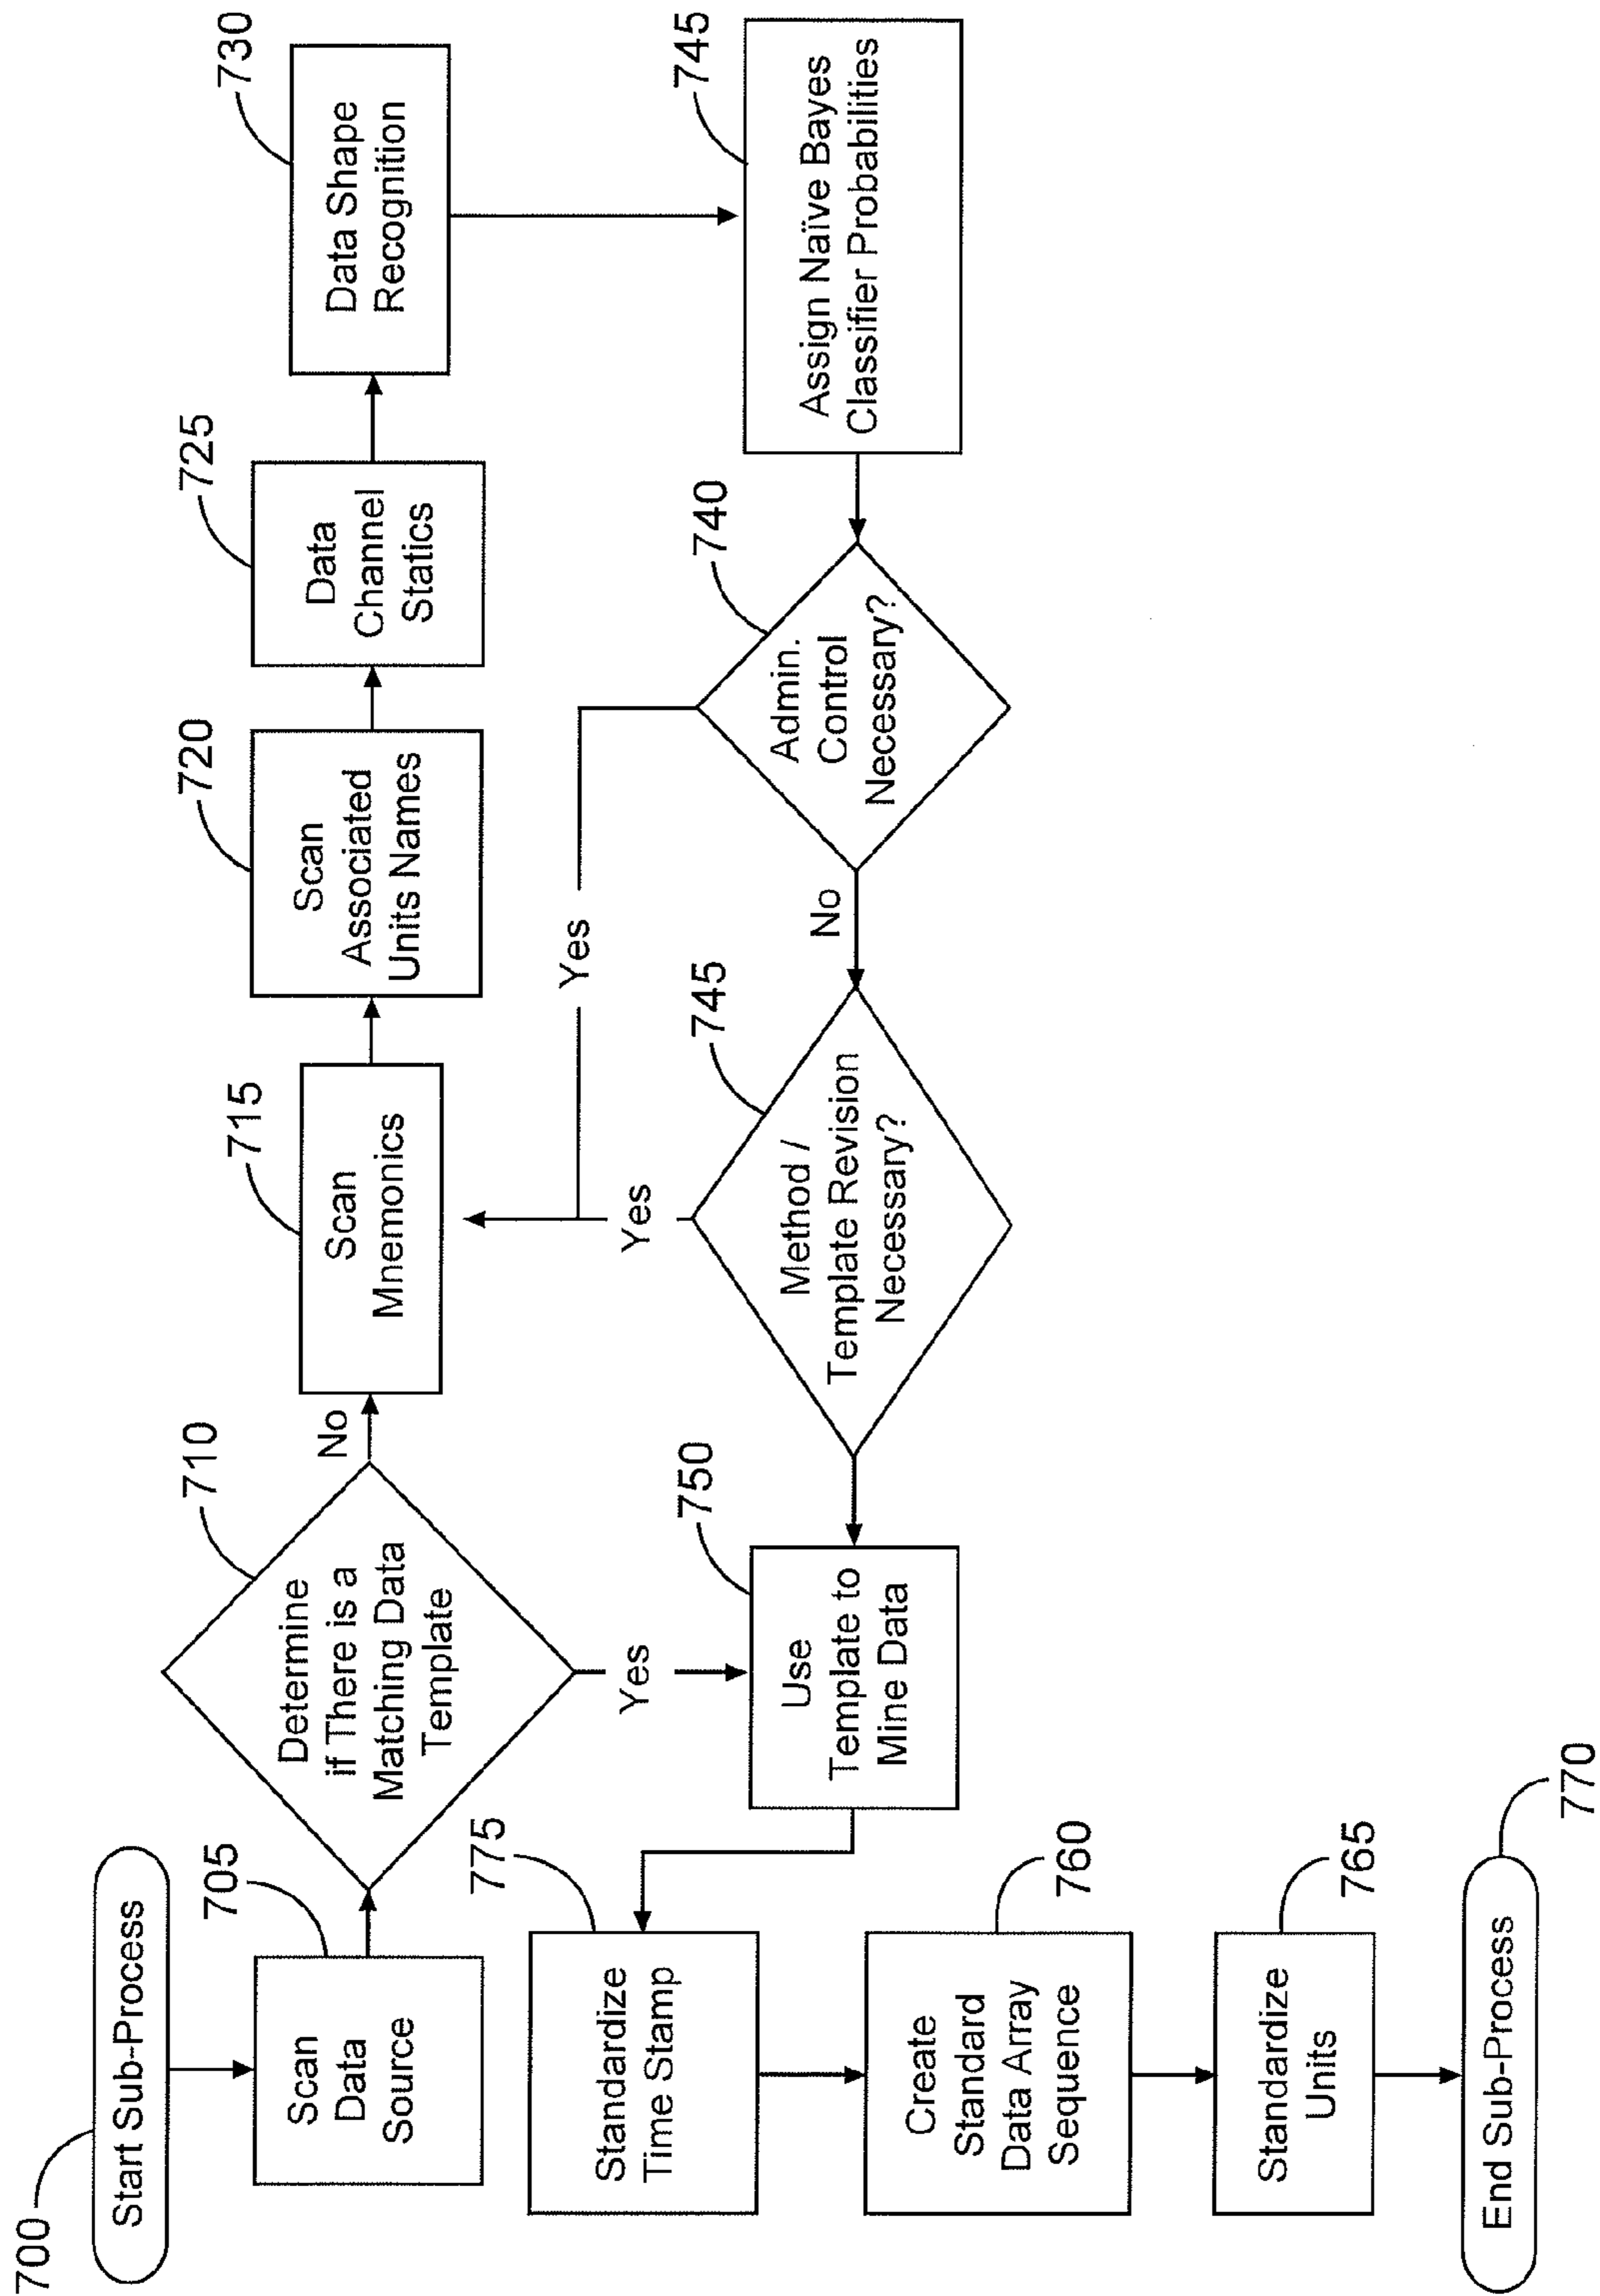 700
Start Sub-Process
705
Scan
Data
Source
710
Determine
if There is a
Matching Data
Template
No
Yes
715
Scan
Mnemonics
720
Scan
Associated
Units Names
725
Data
Channel
Statics
730
Data Shape
Recognition
745
Assign Naïve Bayes
Classifier Probabilities
740
Admin.
Control
Necessary?
Yes
No
745
Method /
Template Revision
Necessary?
Yes
750
Use
Template to
Mine Data
775
Standardize
Time Stamp
760
Create
Standard
Data Array
Sequence
765
Standardize
Units
770
End Sub-Process